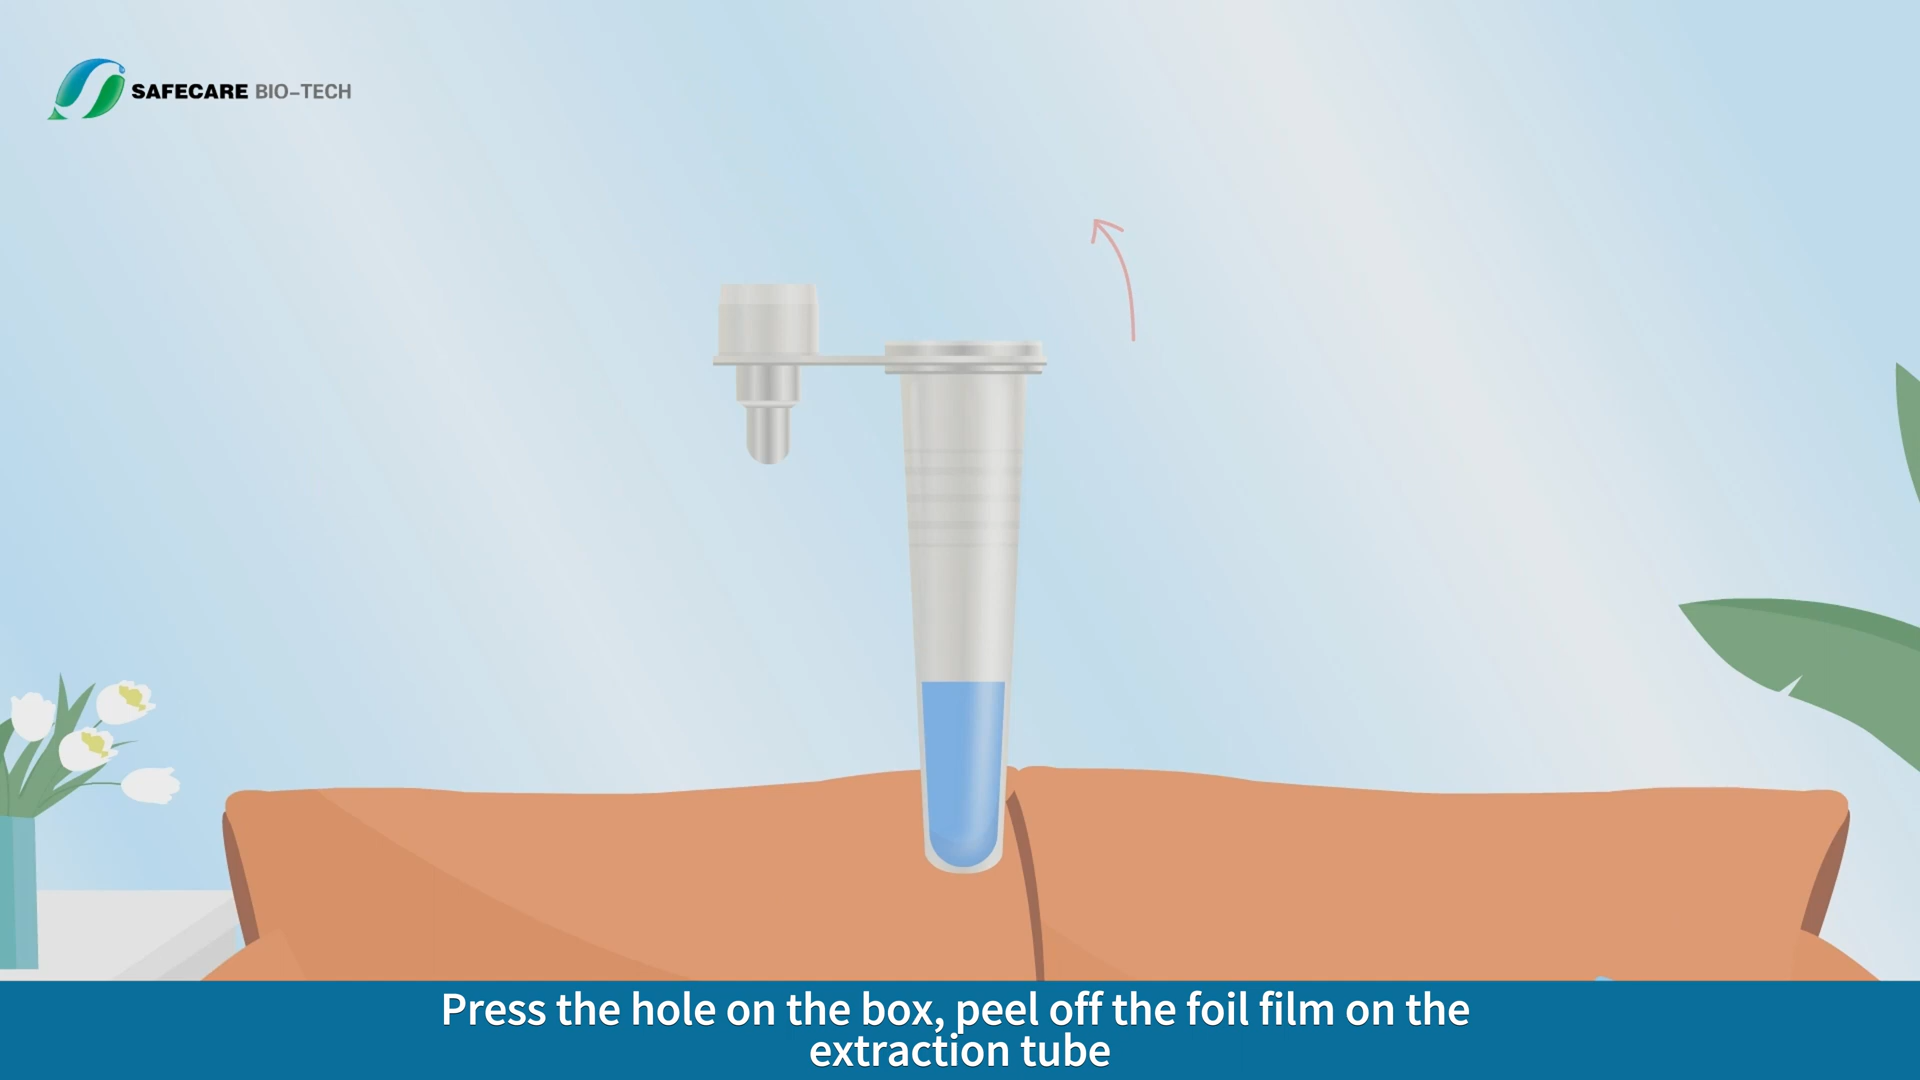 SAFECARE BIO-TECH
Press the hole on the box, peel off the foil film on the
extraction tube